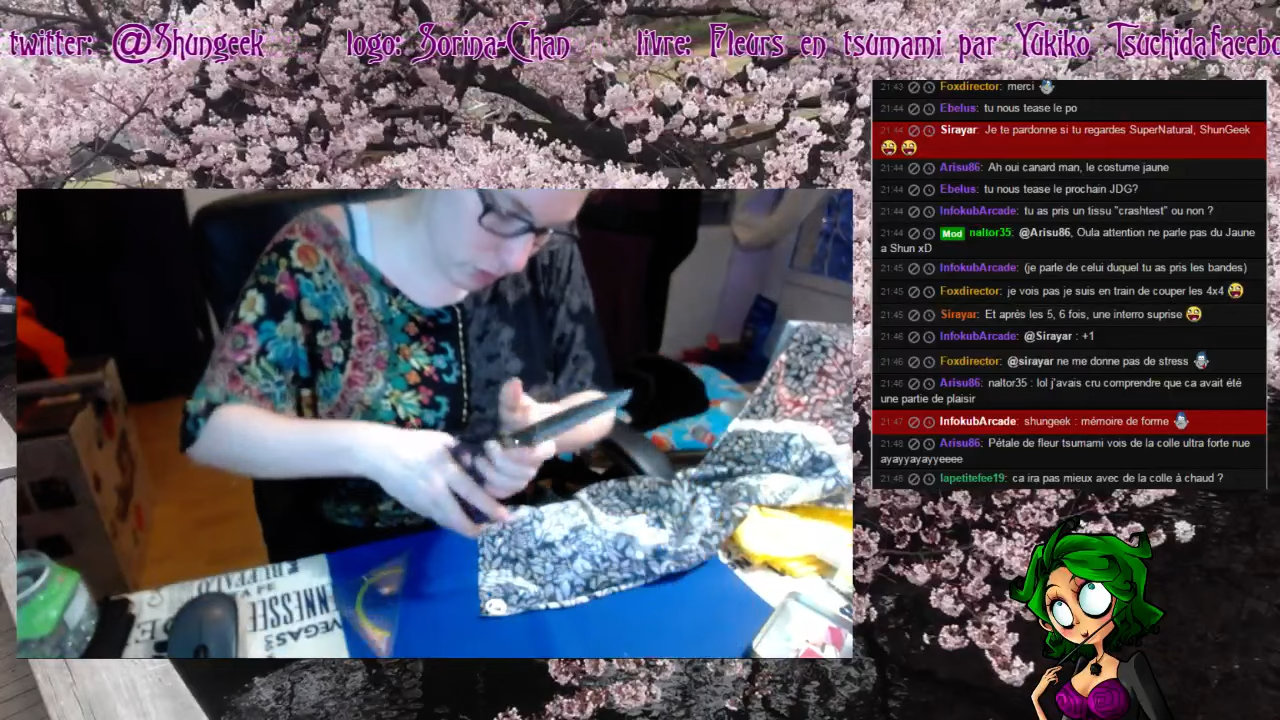 twitter: @Shungeek logo: Sorina-Chan livre: Fleurs en tsumami par Yukiko Tsuchida Facebo
21:43 Foxdirector: merci
21:44 Ebelus: tu nous tease le po
21:44 Sirayar: Je te pardonne si tu regardes SuperNatural, ShunGeek
21:44 Arisu86: Ah oui canard man, le costume jaune
21:44 Ebelus: tu nous tease le prochain JDG?
21:44 InfokubArcade: tu as pris un tissu "crashtest" ou non ?
21:44 Mod naltor35: @Arisu86, Oula attention ne parle pas du Jaune
a Shun xD
21:45 InfokubArcade: (je parle de celui duquel tu as pris les bandes)
21:45 Foxdirector: je vois pas je suis en train de couper les 4x4
21:45 Sirayar: Et après les 5, 6 fois, une interro suprise
21:46 InfokubArcade: @Sirayar : +1
21:46 Foxdirector: @sirayar ne me donne pas de stress
21:46 Arisu86: naltor35 : lol j'avais cru comprendre que ca avait été
une partie de plaisir
21:47 InfokubArcade: shungeek : mémoire de forme
21:48 Arisu86: Pétale de fleur tsumami vois de la colle ultra forte nue
ayayyayayyeeee
21:48 lapetitefee19: ca ira pas mieux avec de la colle à chaud ?
BUFFALO
NNESSEE
VEGAS